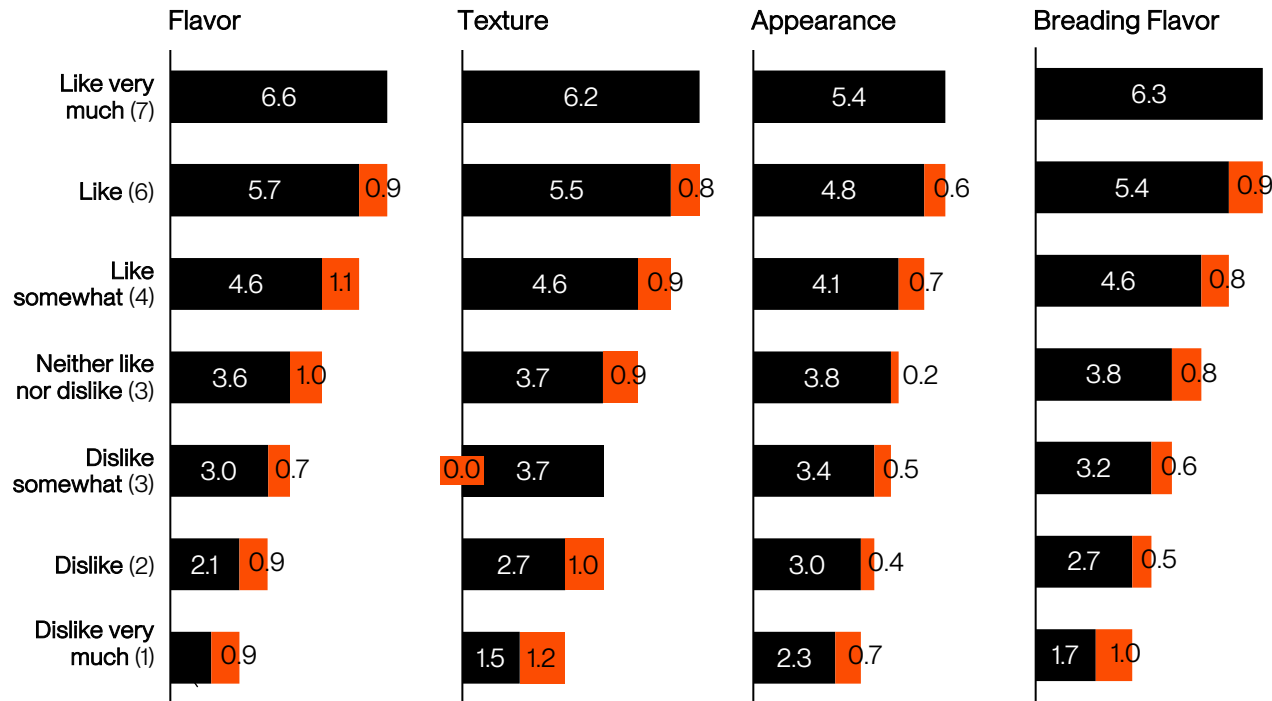 Flavor Texture Appearance Breading Flavor
Like very
much (7) 6.6 6.2 5.4 6.3
Like (6) 5.7 0.9 5.5 0.8 4.8 0.6 5.4 0.9
Like
somewhat (4) 4.6 1.1 4.6 0.9 4.1 0.7 4.6 0.8
Neither like
nor dislike (3) 3.6 1.0 3.7 0.9 3.8 0.2 3.8 0.8
Dislike
somewhat (3) 3.0 0.7 0.0 3.7 3.4 0.5 3.2 0.6
Dislike (2) 2.1 0.9 2.7 1.0 3.0 0.4 2.7 0.5
Dislike very
much (1) 0.9 1.5 1.2 2.3 0.7 1.7 1.0